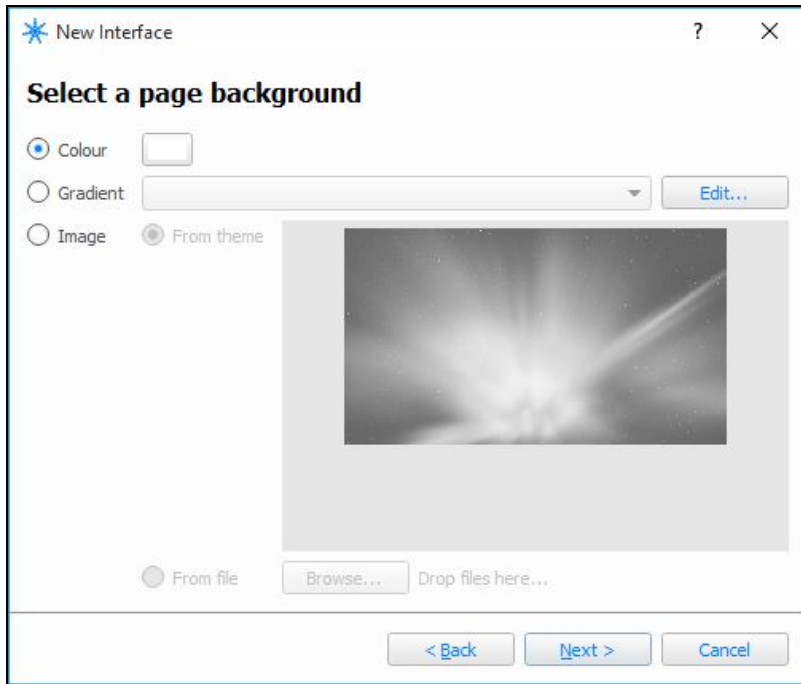 New Interface ?
Select a page background
Colour
Gradient Edit...
Image From theme
From file Browse... Drop files here...
< Back Next > Cancel